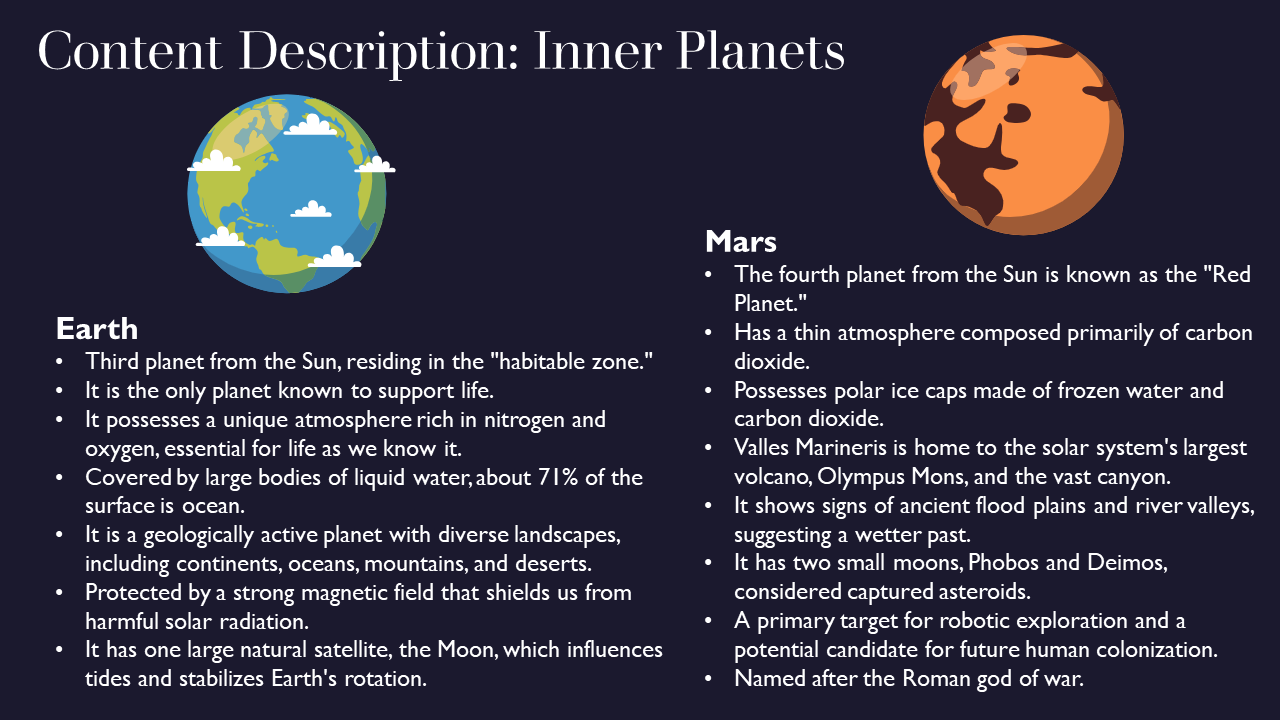 Content Description: Inner Planets
Earth
• Third planet from the Sun, residing in the "habitable zone."
• It is the only planet known to support life.
• It possesses a unique atmosphere rich in nitrogen and
oxygen, essential for life as we know it.
• Covered by large bodies of liquid water, about 71% of the
surface is ocean.
• It is a geologically active planet with diverse landscapes,
including continents, oceans, mountains, and deserts.
• Protected by a strong magnetic field that shields us from
harmful solar radiation.
• It has one large natural satellite, the Moon, which influences
tides and stabilizes Earth's rotation.
Mars
• The fourth planet from the Sun is known as the "Red
Planet."
• Has a thin atmosphere composed primarily of carbon
dioxide.
• Possesses polar ice caps made of frozen water and
carbon dioxide.
• Valles Marineris is home to the solar system's largest
volcano, Olympus Mons, and the vast canyon.
• It shows signs of ancient flood plains and river valleys,
suggesting a wetter past.
• It has two small moons, Phobos and Deimos,
considered captured asteroids.
• A primary target for robotic exploration and a
potential candidate for future human colonization.
• Named after the Roman god of war.